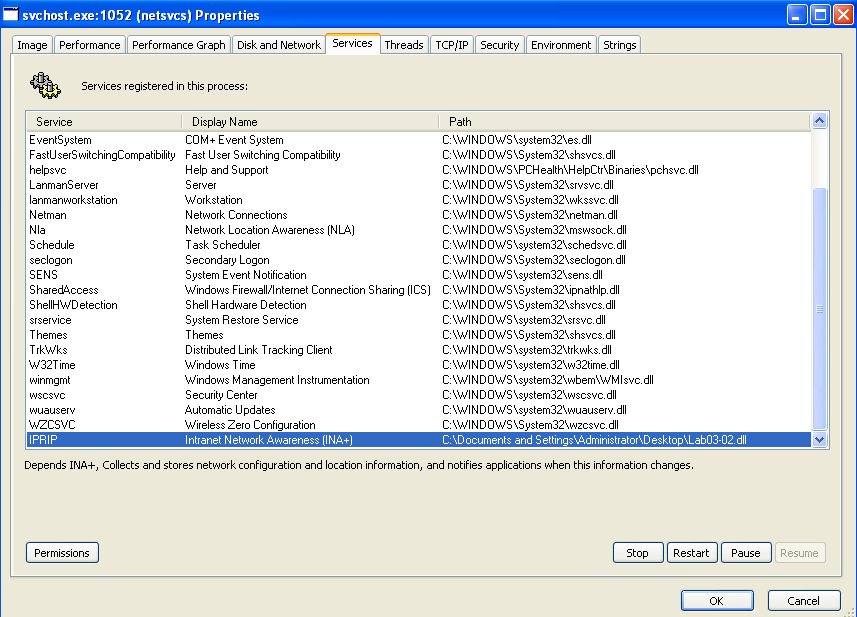 svchost.exe:1052 (netsvcs) Properties
Image Performance Performance Graph Disk and Network Services Threads TCP/IP Security Environment Strings
Services registered in this process:
Service Display Name Path
EventSystem COM+ Event System C:\WINDOWS\system32\es.dll
FastUserSwitchingCompatibility Fast User Switching Compatibility C:\WINDOWS\System32\shsvcs.dll
helpsvc Help and Support C:\WINDOWS\PCHealth\HelpCtr\Binaries\pchsvc.dll
LanmanServer Server C:\WINDOWS\System32\srvsvc.dll
lanmanworkstation Workstation C:\WINDOWS\System32\wkssvc.dll
Netman Network Connections C:\WINDOWS\System32\netman.dll
Nla Network Location Awareness (NLA) C:\WINDOWS\System32\mswsock.dll
Schedule Task Scheduler C:\WINDOWS\system32\schedsvc.dll
seclogon Secondary Logon C:\WINDOWS\System32\seclogon.dll
SENS System Event Notification C:\WINDOWS\system32\sens.dll
SharedAccess Windows Firewall/Internet Connection Sharing (ICS) C:\WINDOWS\System32\ipnathlp.dll
ShellHWDetection Shell Hardware Detection C:\WINDOWS\System32\shsvcs.dll
srservice System Restore Service C:\WINDOWS\system32\srsvc.dll
Themes Themes C:\WINDOWS\System32\shsvcs.dll
TrkWks Distributed Link Tracking Client C:\WINDOWS\system32\trkwks.dll
W32Time Windows Time C:\WINDOWS\system32\w32time.dll
winmgmt Windows Management Instrumentation C:\WINDOWS\system32\wbem\WMIsvc.dll
wscsvc Security Center C:\WINDOWS\system32\wscsvc.dll
wuauserv Automatic Updates C:\WINDOWS\system32\wuauserv.dll
WZCSVC Wireless Zero Configuration C:\WINDOWS\System32\wzcsvc.dll
IPRIP Intranet Network Awareness (INA+) C:\Documents and Settings\Administrator\Desktop\Lab03-02.dll
Depends INA+, Collects and stores network configuration and location information, and notifies applications when this information changes.
Permissions Stop Restart Pause Resume
OK Cancel